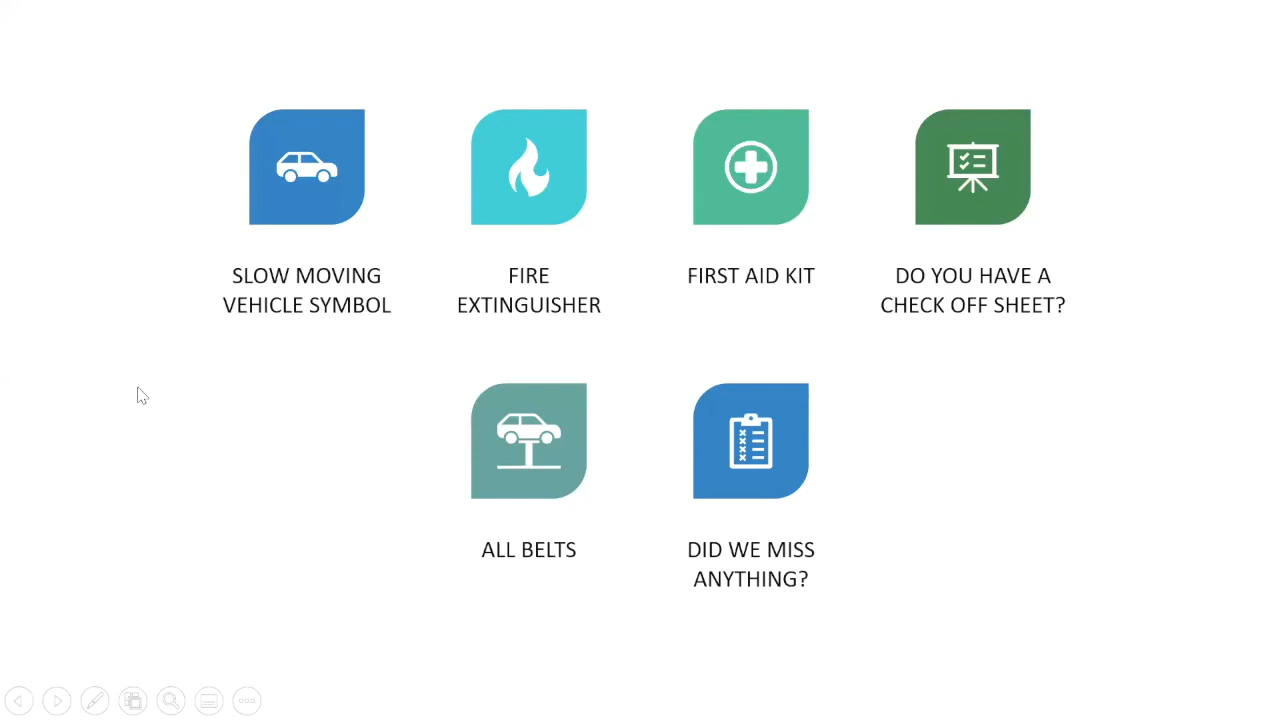 SLOW MOVING
VEHICLE SYMBOL
FIRE
EXTINGUISHER
FIRST AID KIT
DO YOU HAVE A
CHECK OFF SHEET?
ALL BELTS
DID WE MISS
ANYTHING?